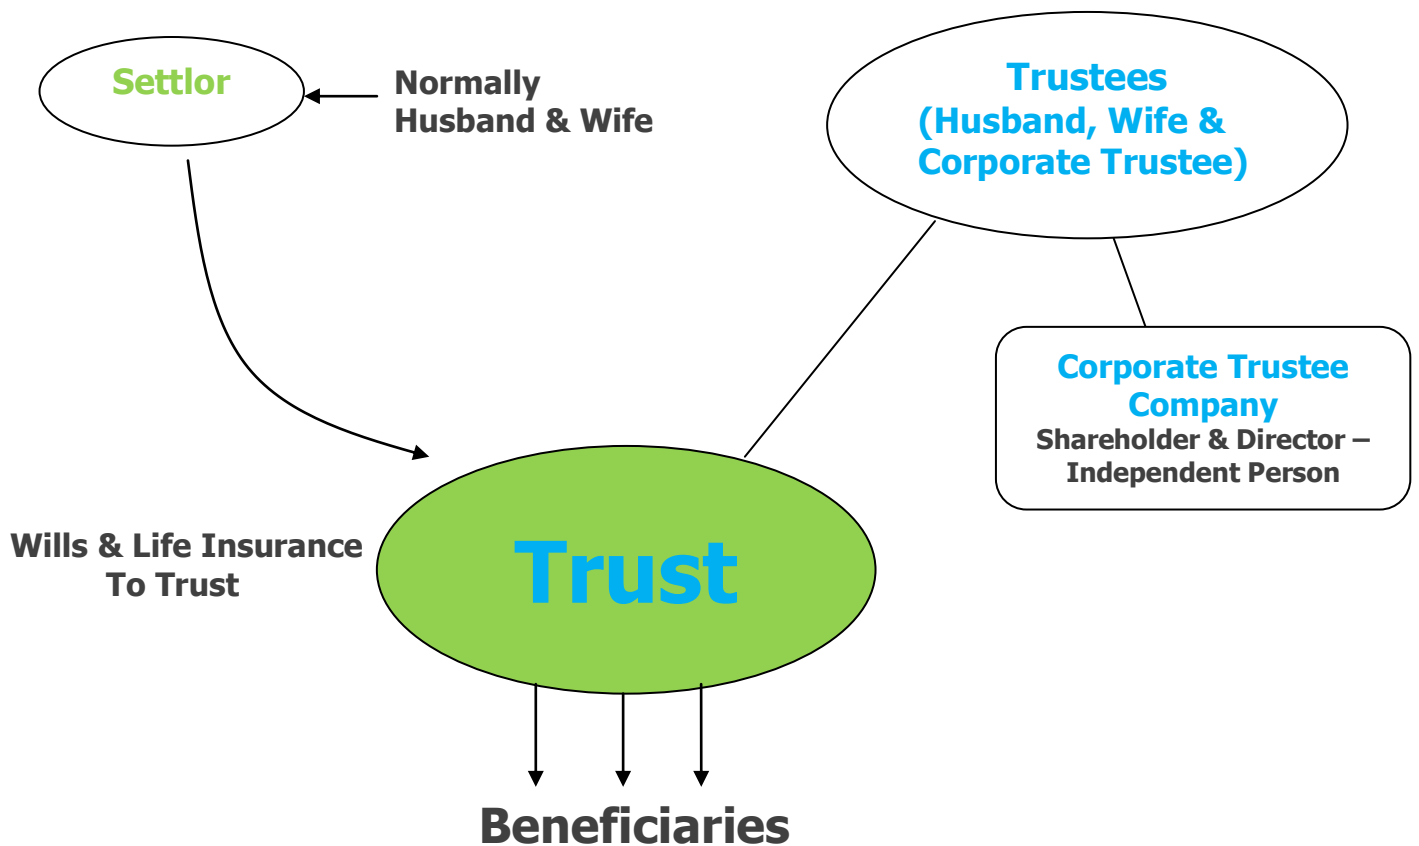 Settlor
Normally
Husband & Wife
Trustees
(Husband, Wife &
Corporate Trustee)
Corporate Trustee
Company
Shareholder & Director –
Independent Person
Wills & Life Insurance
To Trust
Trust
Beneficiaries